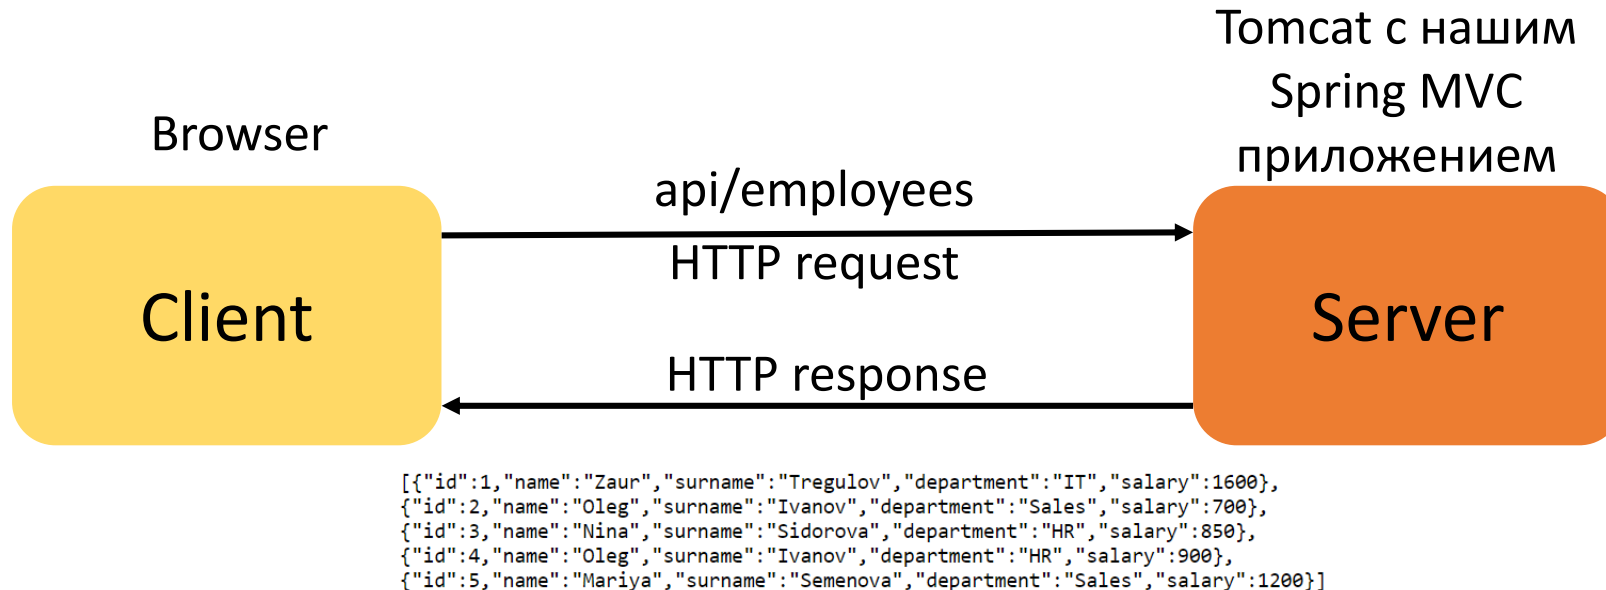 Browser
Tomcat с нашим
Spring MVC
приложением
api/employees
HTTP request
Client
Server
HTTP response
[{"id":1,"name":"Zaur","surname":"Tregulov","department":"IT","salary":1600},
{"id":2,"name":"Oleg","surname":"Ivanov","department":"Sales","salary":700},
{"id":3,"name":"Nina","surname":"Sidorova","department":"HR","salary":850},
{"id":4,"name":"Oleg","surname":"Ivanov","department":"HR","salary":900},
{"id":5,"name":"Mariya","surname":"Semenova","department":"Sales","salary":1200}]